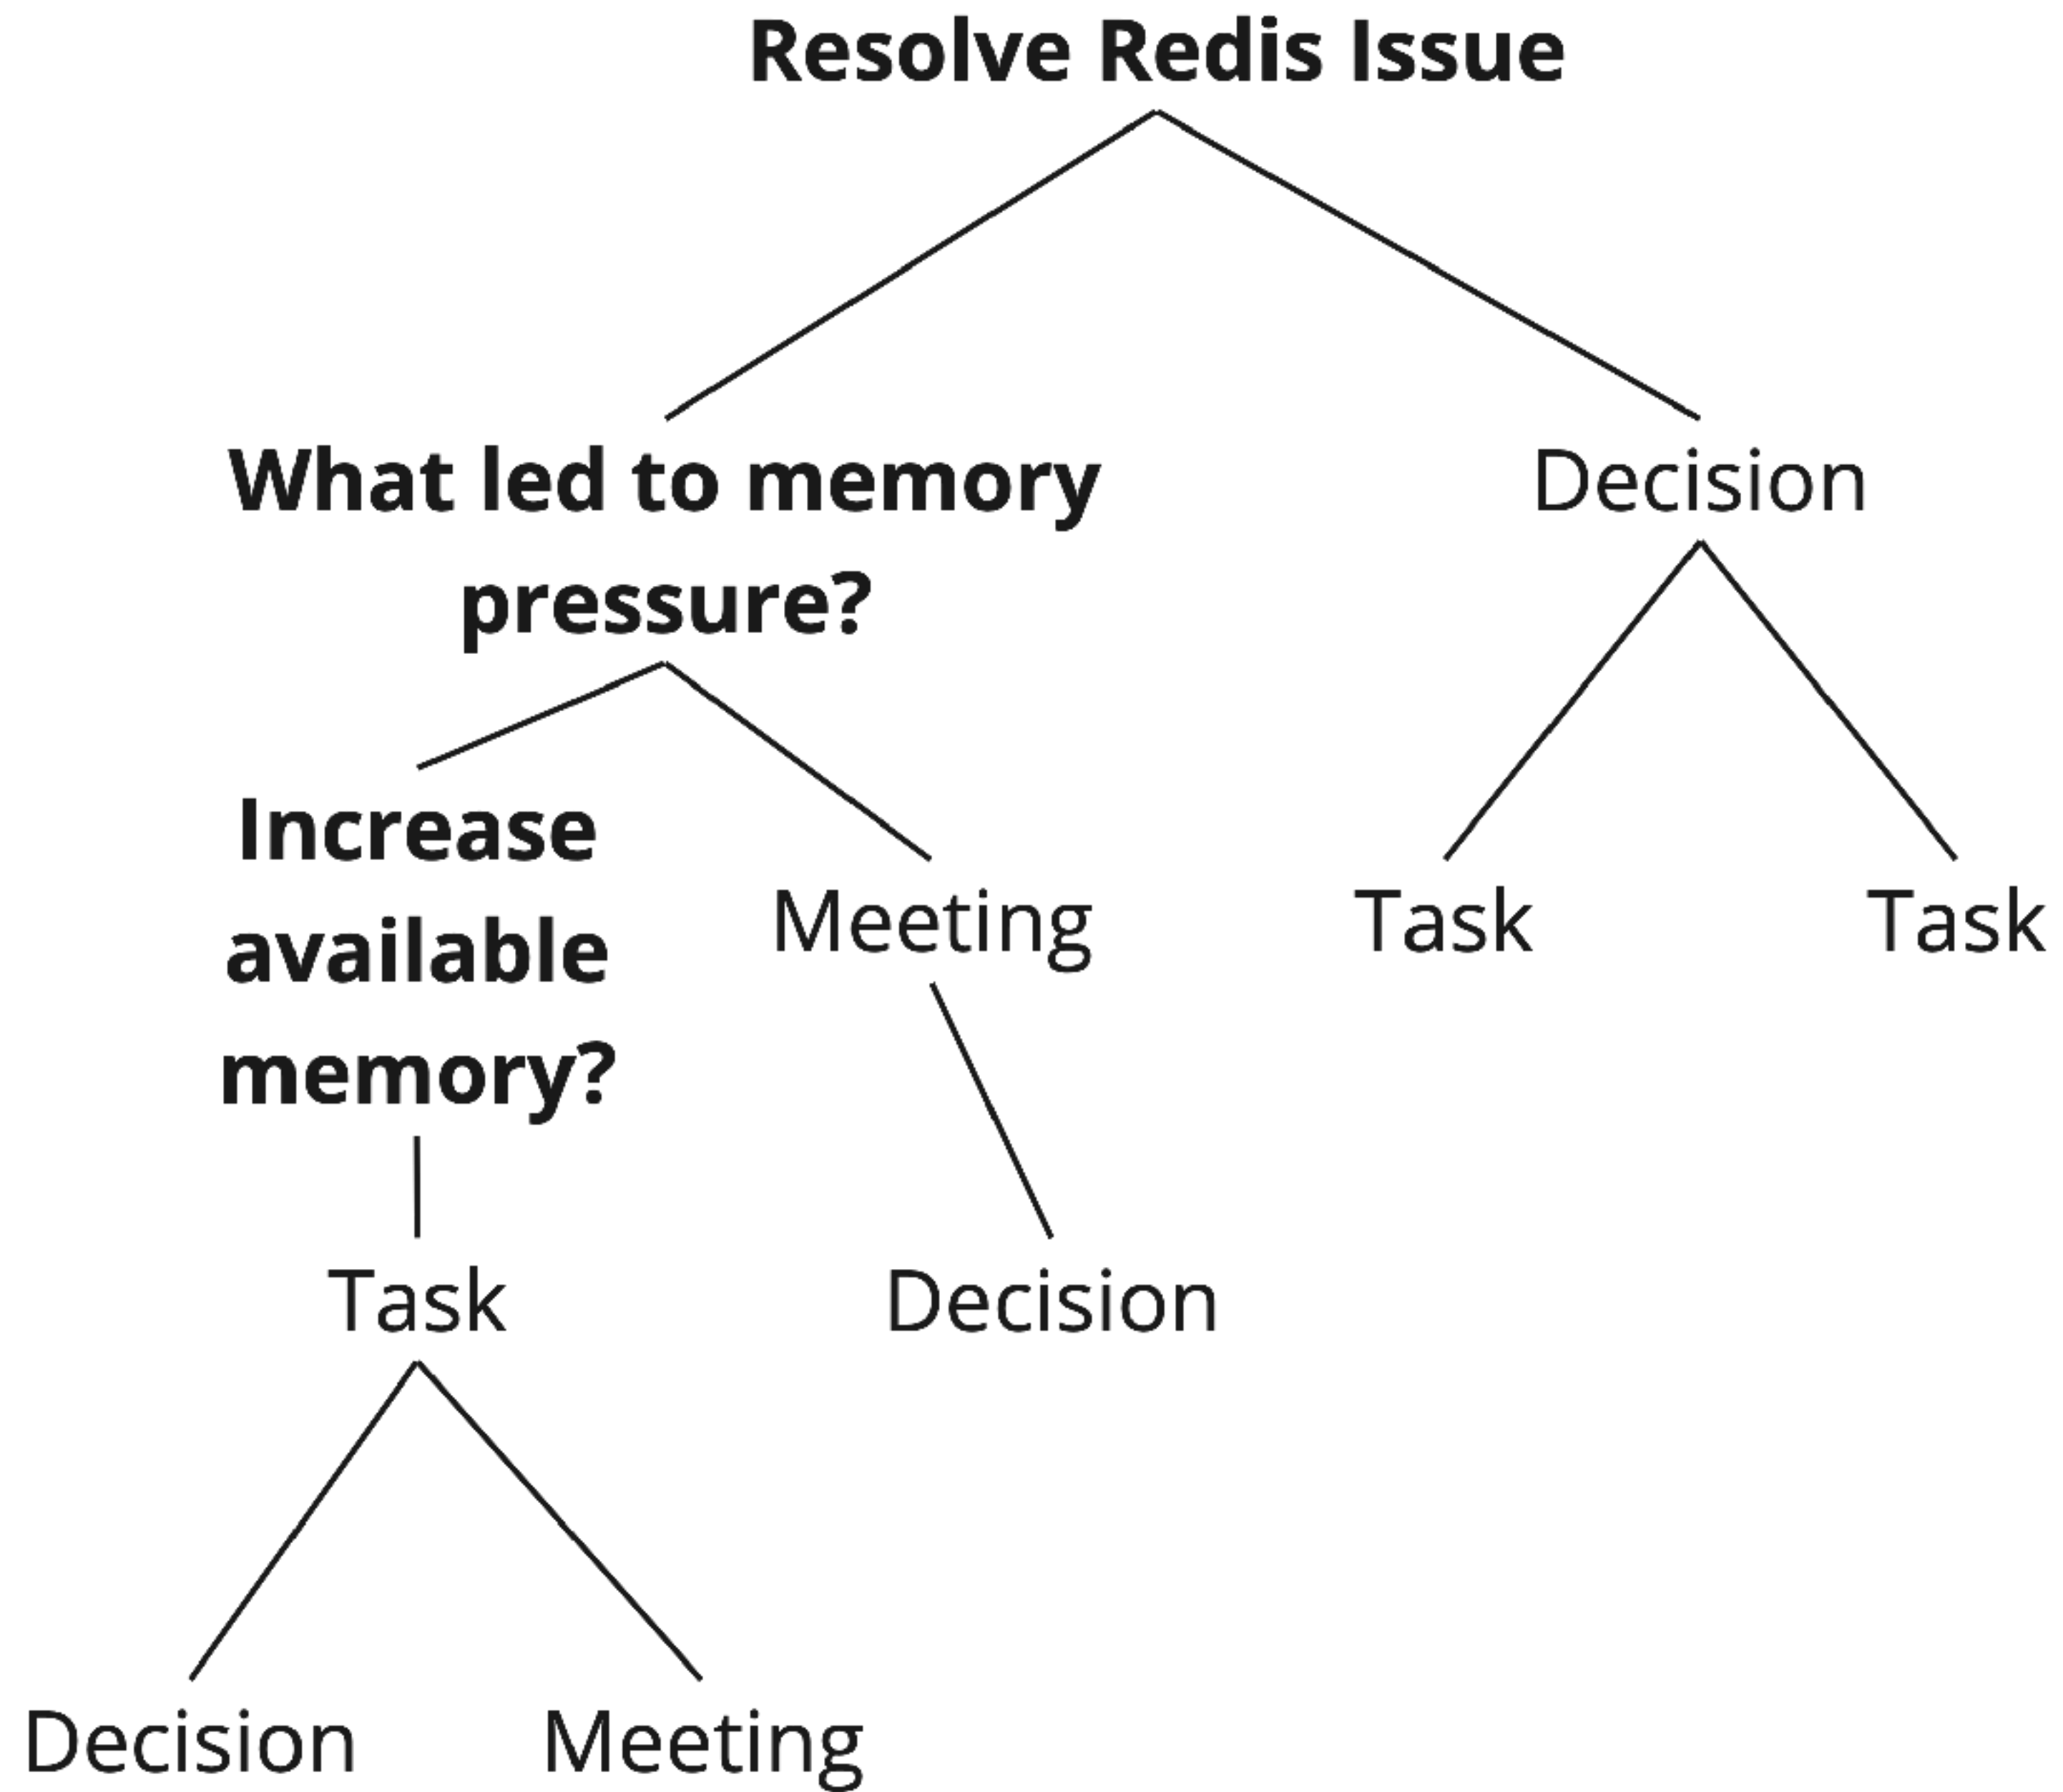 Resolve Redis Issue
What led to memory
pressure?
Decision
Increase
available
memory?
Meeting
Task
Task
Task
Decision
Decision
Meeting